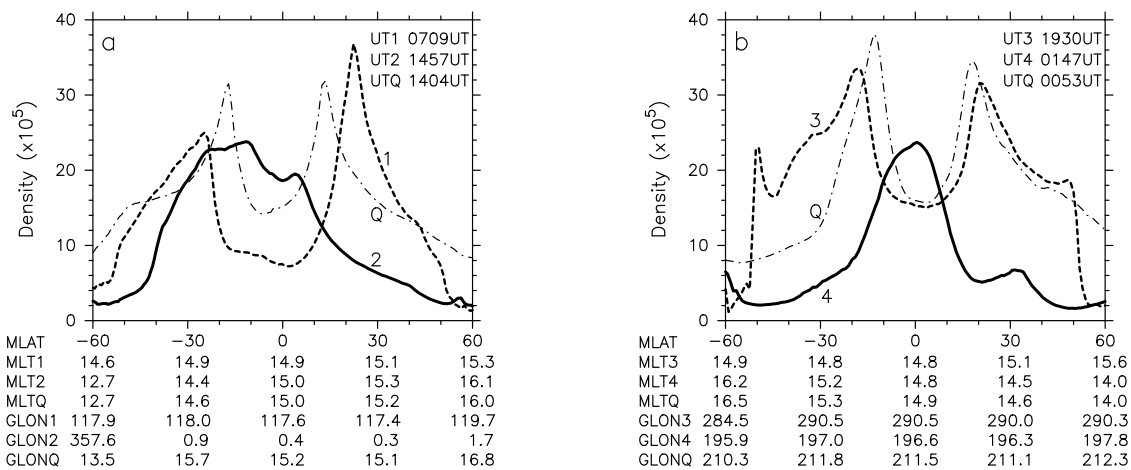 a
UT1 0709UT
UT2 1457UT
UTQ 1404UT
40
30
20
10
0
Density (x10⁵)
1
Q
2
MLAT −60 −30 0 30 60
MLT1 14.6 14.9 14.9 15.1 15.3
MLT2 12.7 14.4 15.0 15.3 16.1
MLTQ 12.7 14.6 15.0 15.2 16.0
GLON1 117.9 118.0 117.6 117.4 119.7
GLON2 357.6 0.9 0.4 0.3 1.7
GLONQ 13.5 15.7 15.2 15.1 16.8
b
UT3 1930UT
UT4 0147UT
UTQ 0053UT
40
30
20
10
0
Density (x10⁵)
3
Q
4
MLAT −60 −30 0 30 60
MLT3 14.9 14.8 14.8 15.1 15.6
MLT4 16.2 15.2 14.8 14.5 14.0
MLTQ 16.5 15.3 14.9 14.6 14.0
GLON3 284.5 290.5 290.5 290.0 290.3
GLON4 195.9 197.0 196.6 196.3 197.8
GLONQ 210.3 211.8 211.5 211.1 212.3